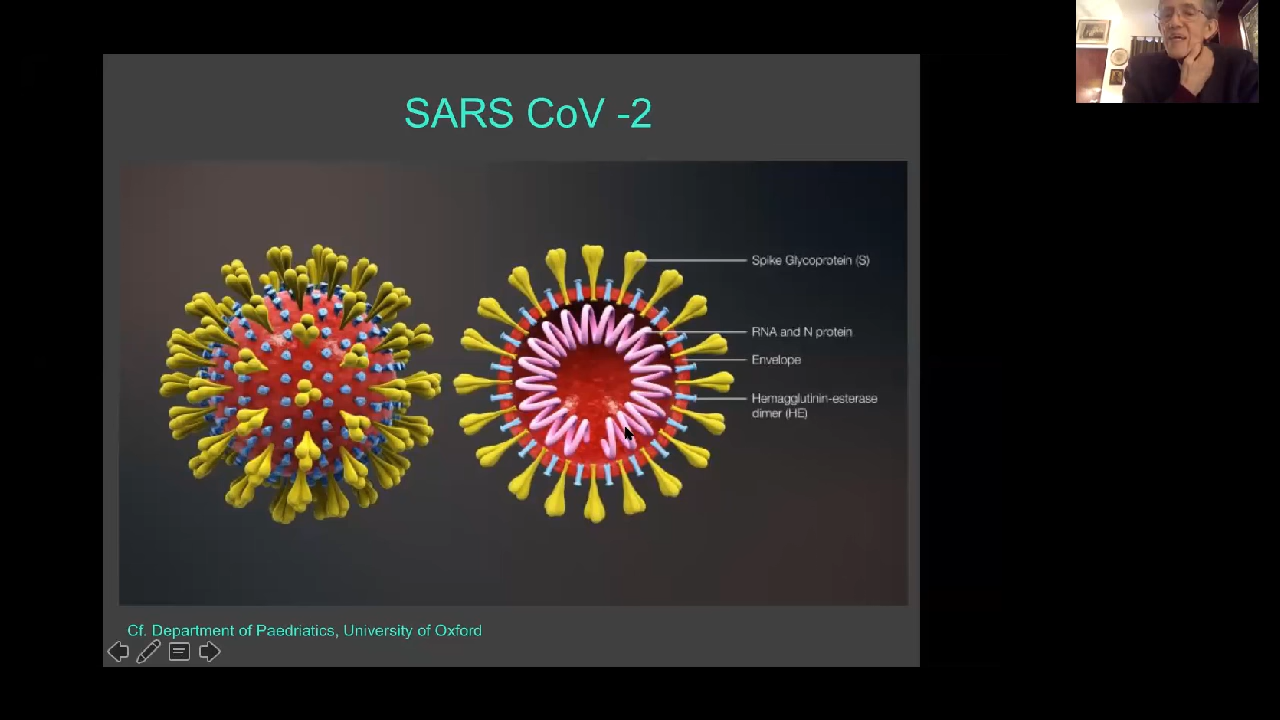 SARS CoV -2
Spike Glycoprotein (S)
RNA and N protein
Envelope
Hemagglutinin-esterase
dimer (HE)
Cf. Department of Paedriatics, University of Oxford